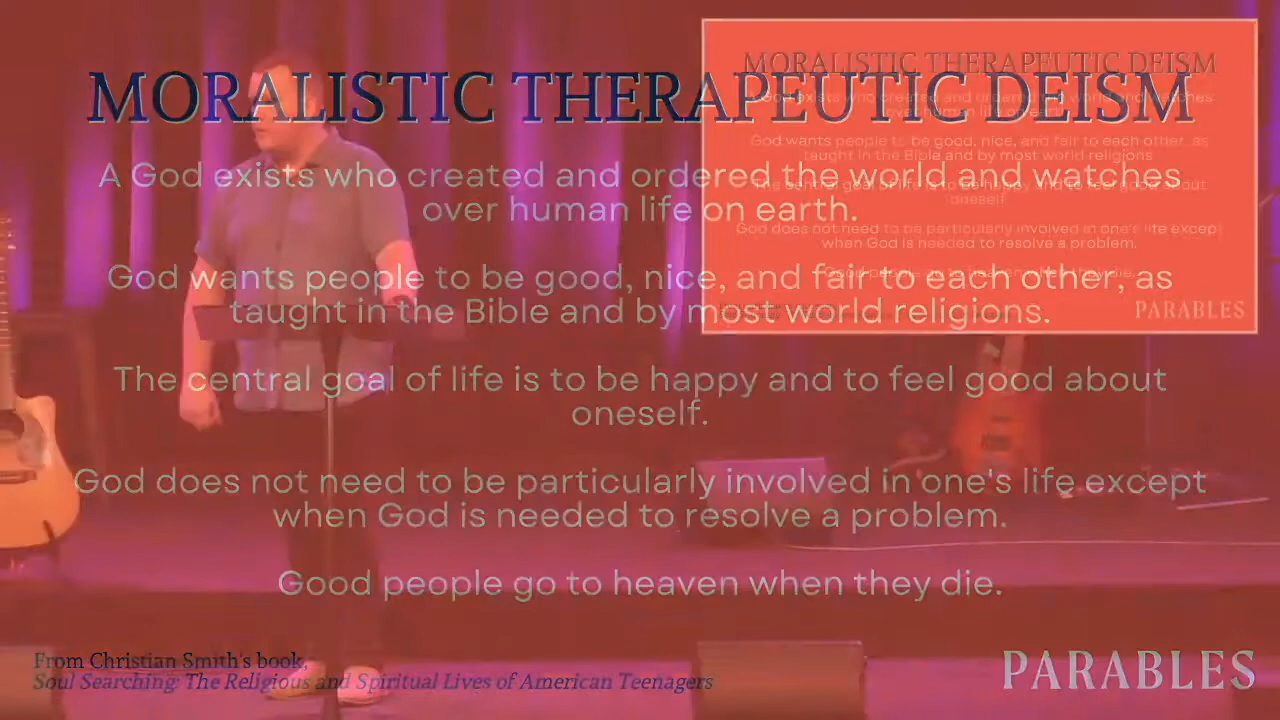 MORALISTIC THERAPEUTIC DEISM
A God exists who created and ordered the world and watches
over human life on earth.
God wants people to be good, nice, and fair to each other, as
taught in the Bible and by most world religions.
The central goal of life is to be happy and to feel good about
oneself.
God does not need to be particularly involved in one's life except
when God is needed to resolve a problem.
Good people go to heaven when they die.
From Christian Smith's book,
Soul Searching: The Religious and Spiritual Lives of American Teenagers
PARABLES
MORALISTIC THERAPEUTIC DEISM
God wants people to be good, nice, and fair to each other, as
taught in the Bible and by most world religions
God does not need to be particularly involved in one's life excep
when God is needed to resolve a problem.
PARABLES